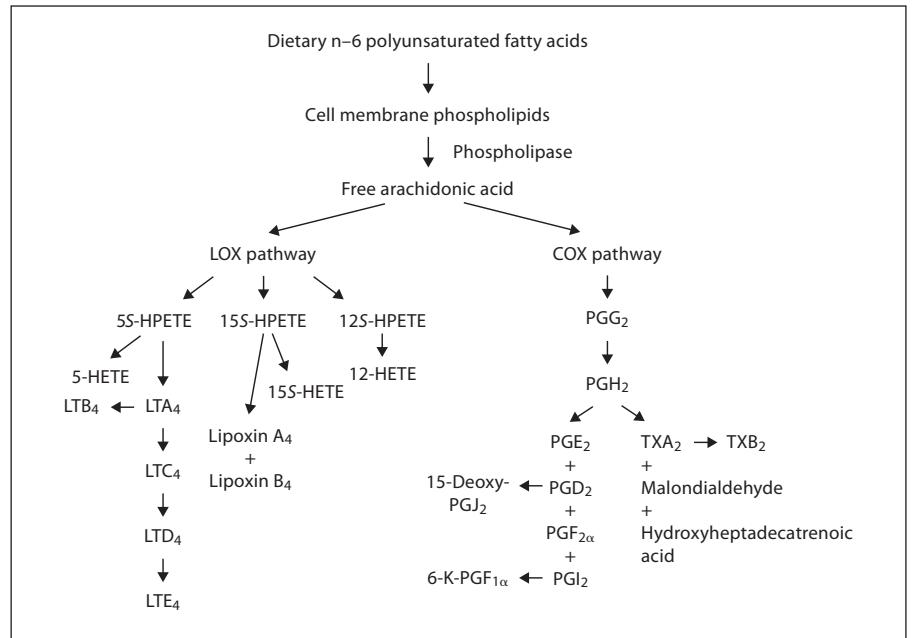 Dietary n–6 polyunsaturated fatty acids
Cell membrane phospholipids
Phospholipase
Free arachidonic acid
LOX pathway
COX pathway
5S-HPETE
15S-HPETE
12S-HPETE
PGG₂
5-HETE
15S-HETE
12-HETE
PGH₂
LTB₄
LTA₄
Lipoxin A₄
+
Lipoxin B₄
LTC₄
LTD₄
LTE₄
PGE₂
+
PGD₂
+
PGF₂α
+
PGI₂
15-Deoxy-
PGJ₂
6-K-PGF₁α
TXA₂
TXB₂
+
Malondialdehyde
+
Hydroxyheptadecatrenoic
acid